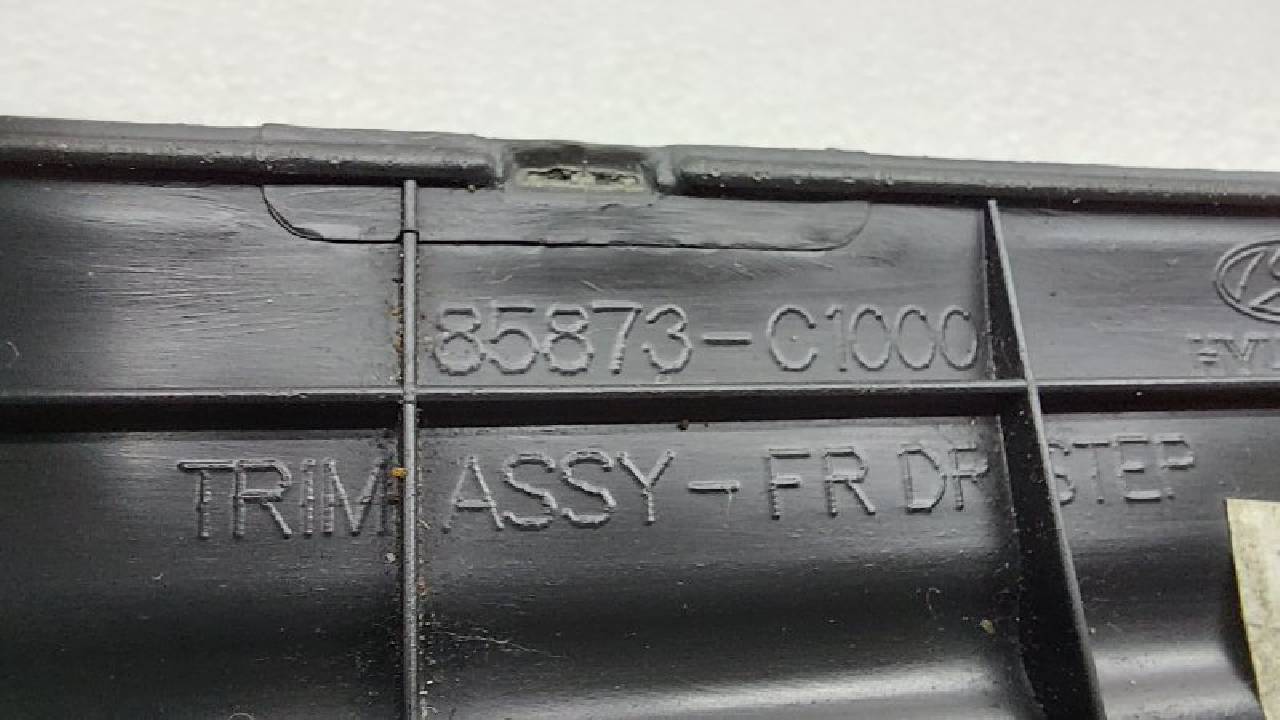 85873-C1000
TRIM ASSY-FR DR STEP